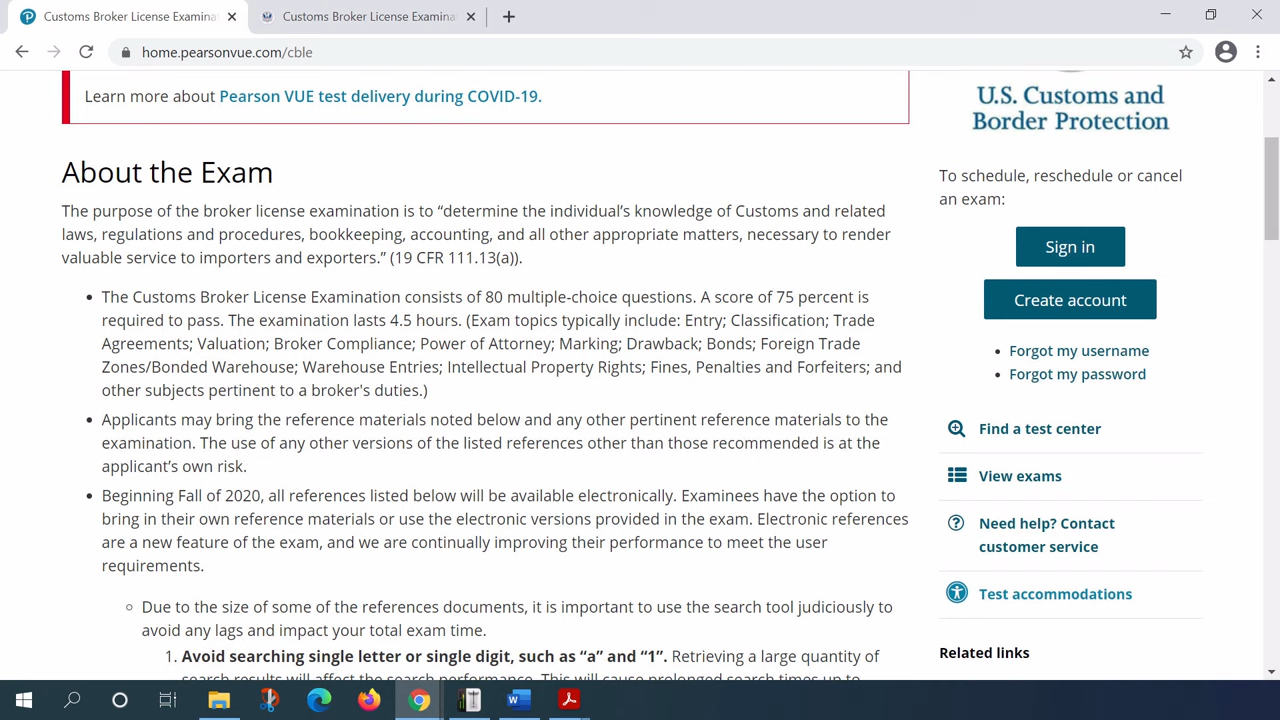 Customs Broker License Examina
Customs Broker License Examina
home.pearsonvue.com/cble
Learn more about Pearson VUE test delivery during COVID-19.
About the Exam
The purpose of the broker license examination is to “determine the individual’s knowledge of Customs and related
laws, regulations and procedures, bookkeeping, accounting, and all other appropriate matters, necessary to render
valuable service to importers and exporters.” (19 CFR 111.13(a)).
• The Customs Broker License Examination consists of 80 multiple-choice questions. A score of 75 percent is
required to pass. The examination lasts 4.5 hours. (Exam topics typically include: Entry; Classification; Trade
Agreements; Valuation; Broker Compliance; Power of Attorney; Marking; Drawback; Bonds; Foreign Trade
Zones/Bonded Warehouse; Warehouse Entries; Intellectual Property Rights; Fines, Penalties and Forfeiters; and
other subjects pertinent to a broker's duties.)
• Applicants may bring the reference materials noted below and any other pertinent reference materials to the
examination. The use of any other versions of the listed references other than those recommended is at the
applicant’s own risk.
• Beginning Fall of 2020, all references listed below will be available electronically. Examinees have the option to
bring in their own reference materials or use the electronic versions provided in the exam. Electronic references
are a new feature of the exam, and we are continually improving their performance to meet the user
requirements.
Due to the size of some of the references documents, it is important to use the search tool judiciously to
avoid any lags and impact your total exam time.
1. Avoid searching single letter or single digit, such as “a” and “1”. Retrieving a large quantity of
search results will affect the search performance. This will cause prolonged search times up to
U.S. Customs and
Border Protection
To schedule, reschedule or cancel
an exam:
Sign in
Create account
• Forgot my username
• Forgot my password
Find a test center
View exams
Need help? Contact
customer service
Test accommodations
Related links